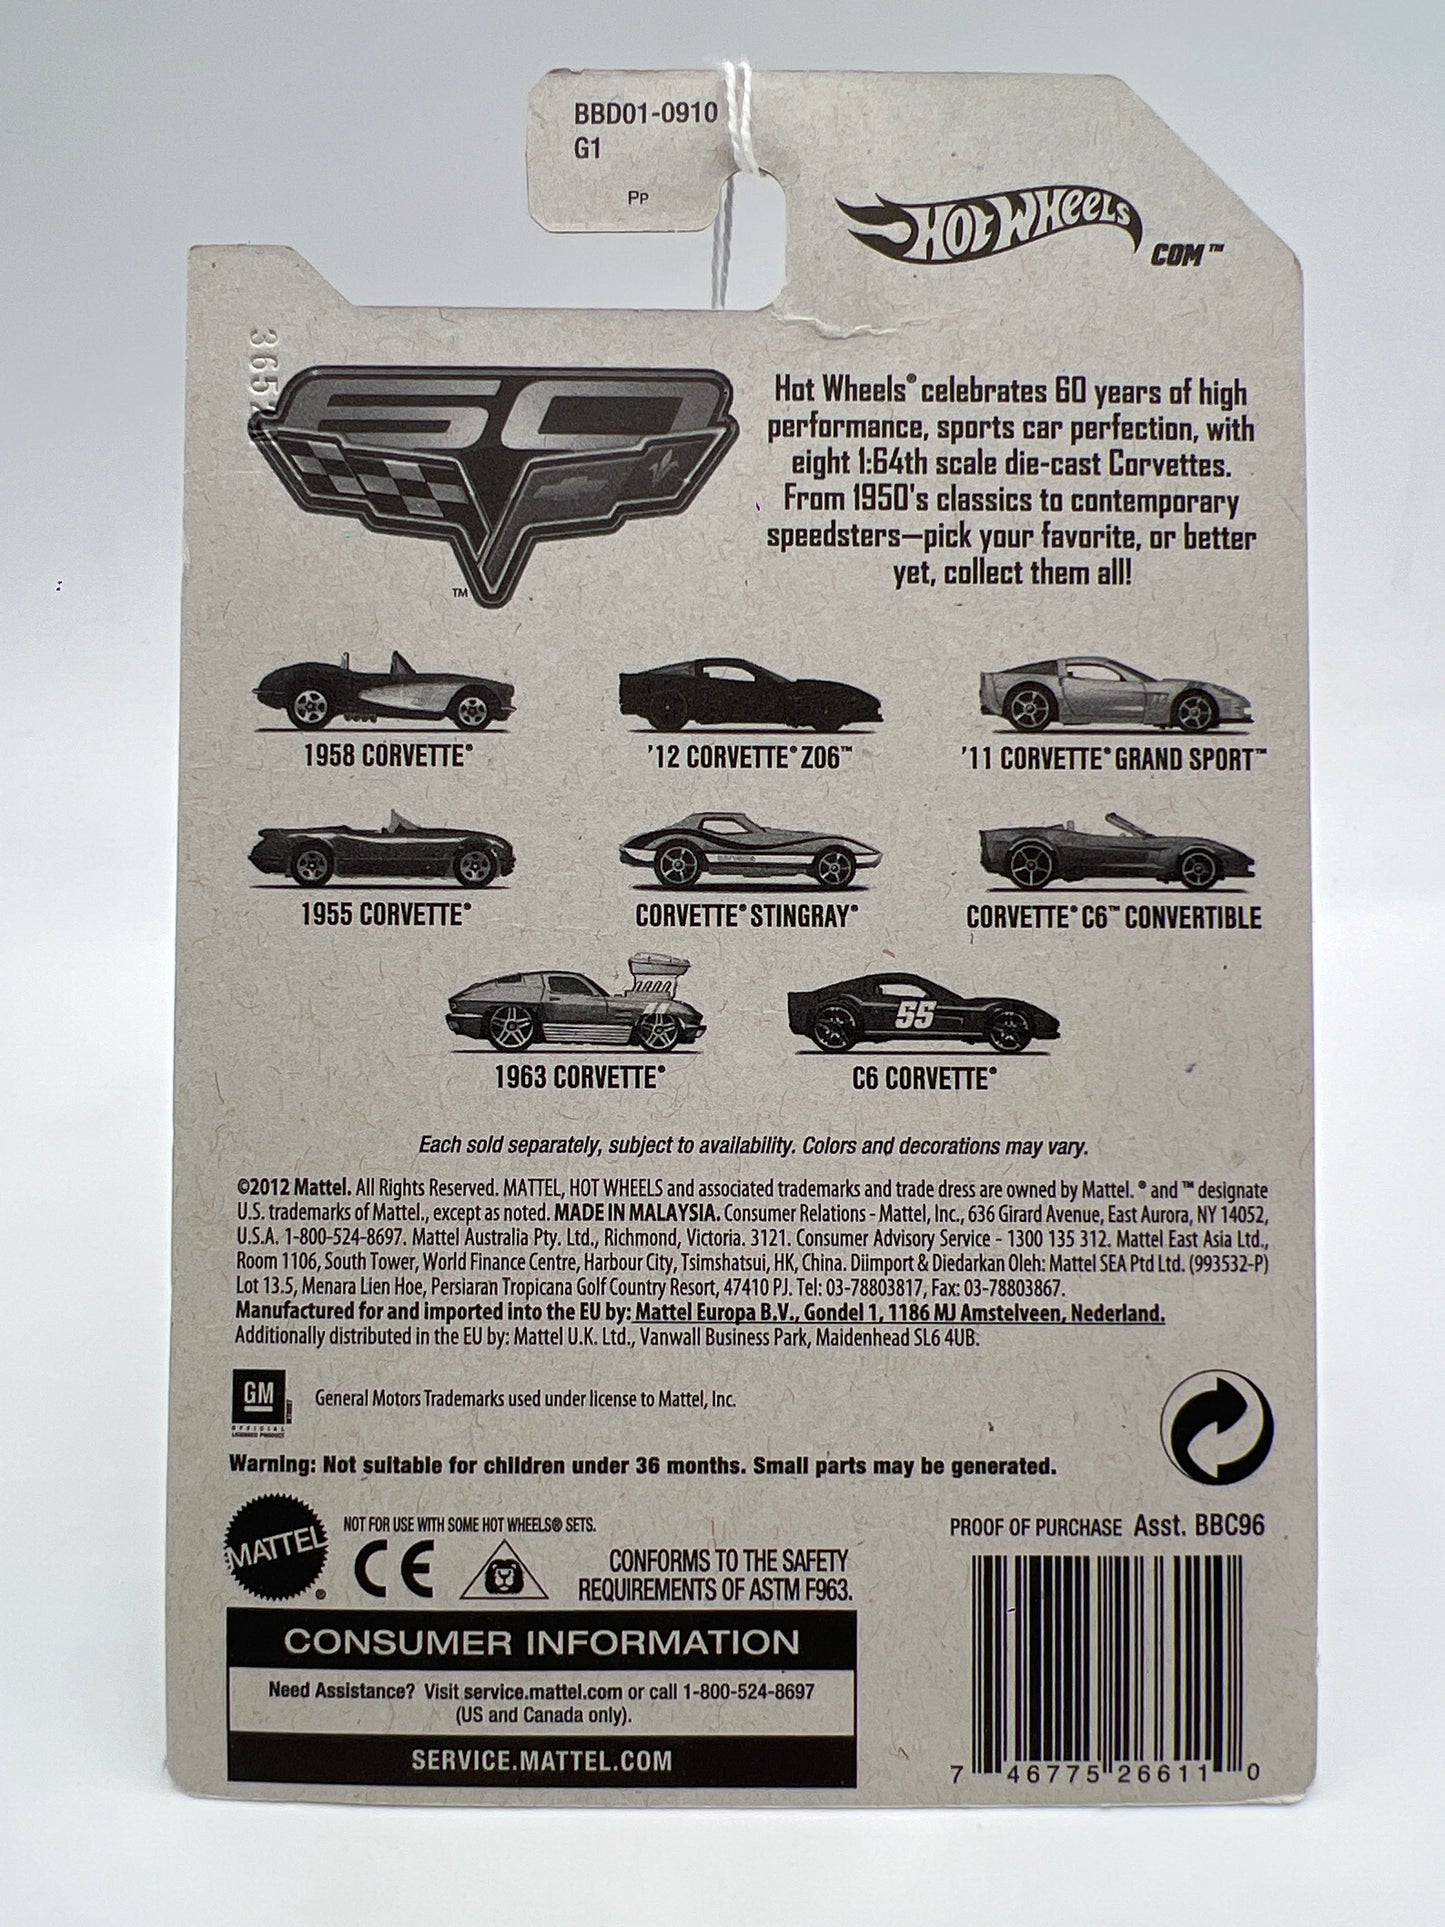 BBD01-0910
G1
PP
HOT WHEELS
COM™
365
60
™
Hot Wheels® celebrates 60 years of high
performance, sports car perfection, with
eight 1:64th scale die-cast Corvettes.
From 1950's classics to contemporary
speedsters—pick your favorite, or better
yet, collect them all!
1958 CORVETTE®
'12 CORVETTE® Z06™
'11 CORVETTE® GRAND SPORT™
1955 CORVETTE®
CORVETTE® STINGRAY®
CORVETTE® C6™ CONVERTIBLE
55
1963 CORVETTE®
C6 CORVETTE®
Each sold separately, subject to availability. Colors and decorations may vary.
©2012 Mattel. All Rights Reserved. MATTEL, HOT WHEELS and associated trademarks and trade dress are owned by Mattel. ® and ™ designate
U.S. trademarks of Mattel., except as noted. MADE IN MALAYSIA. Consumer Relations - Mattel, Inc., 636 Girard Avenue, East Aurora, NY 14052,
U.S.A. 1-800-524-8697. Mattel Australia Pty. Ltd., Richmond, Victoria. 3121. Consumer Advisory Service - 1300 135 312. Mattel East Asia Ltd.,
Room 1106, South Tower, World Finance Centre, Harbour City, Tsimshatsui, HK, China. Diimport & Diedarkan Oleh: Mattel SEA Ptd Ltd. (993532-P)
Lot 13.5, Menara Lien Hoe, Persiaran Tropicana Golf Country Resort, 47410 PJ. Tel: 03-78803817, Fax: 03-78803867.
Manufactured for and imported into the EU by: Mattel Europa B.V., Gondel 1, 1186 MJ Amstelveen, Nederland.
Additionally distributed in the EU by: Mattel U.K. Ltd., Vanwall Business Park, Maidenhead SL6 4UB.
GM
OFFICIAL
LICENSED PRODUCT
General Motors Trademarks used under license to Mattel, Inc.
Warning: Not suitable for children under 36 months. Small parts may be generated.
MATTEL®
NOT FOR USE WITH SOME HOT WHEELS® SETS.
CE
CONFORMS TO THE SAFETY
REQUIREMENTS OF ASTM F963.
PROOF OF PURCHASE Asst. BBC96
CONSUMER INFORMATION
Need Assistance? Visit service.mattel.com or call 1-800-524-8697
(US and Canada only).
SERVICE.MATTEL.COM
7 46775 26611 0